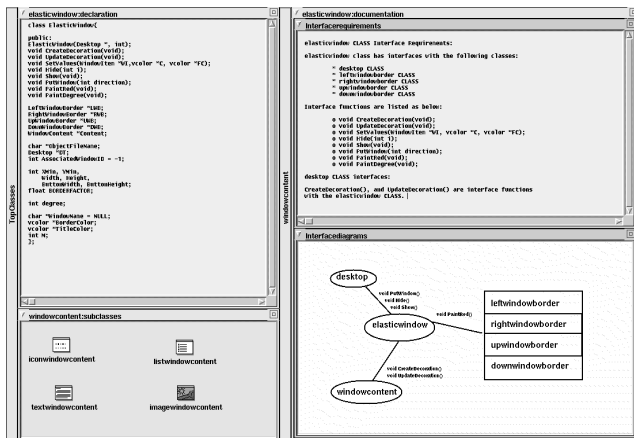 TopClasses
elasticwindow:declaration
class ElasticWindow{
public:
ElasticWindow(Desktop *, int);
void CreateDecoration(void);
void UpdateDecoration(void);
void SetValues(WindowItem *WI,vcolor *C, vcolor *FC);
void Hide(int i);
void Show(void);
void PutWindow(int direction);
void PaintRed(void);
void PaintDegree(void);
LeftWindowBorder *LWB;
RightWindowBorder *RWB;
UpWindowBorder *UWB;
DownWindowBorder *DWB;
WindowContent *Content;
char *ObjectFileName;
Desktop *DT;
int AssociatedWindowID = -1;
int XMin, YMin,
Width, Height,
ButtonWidth, ButtonHeight;
float BORDERFACTOR;
int degree;
char *WindowName = NULL;
vcolor *BorderColor;
vcolor *TitleColor;
int M;
};
windowcontent:subclasses
iconwindowcontent
listwindowcontent
textwindowcontent
imagewindowcontent
windowcontent
elasticwindow:documentation
Interfacerequirements
elasticwindow CLASS Interface Requirements:
elasticwindow class has interfaces with the following classes:
* desktop CLASS
* leftwindowborder CLASS
* rightwindowborder CLASS
* upwindowborder CLASS
* downwindowborder CLASS
Interface functions are listed as below:
o void CreateDecoration(void);
o void UpdateDecoration(void);
o void SetValues(WindowItem *WI, vcolor *C, vcolor *FC);
o void Hide(int i);
o void Show(void);
o void PutWindow(int direction);
o void PaintRed(void);
o void PaintDegree(void);
desktop CLASS interfaces:
CreateDecoration(), and UpdateDecoration() are interface functions
with the elasticwindow CLASS.
Interfacediagrams
desktop
void PutWindow()
void Hide()
void Show()
void PaintRed()
elasticwindow
leftwindowborder
rightwindowborder
upwindowborder
downwindowborder
void CreateDecoration()
void UpdateDecoration()
windowcontent